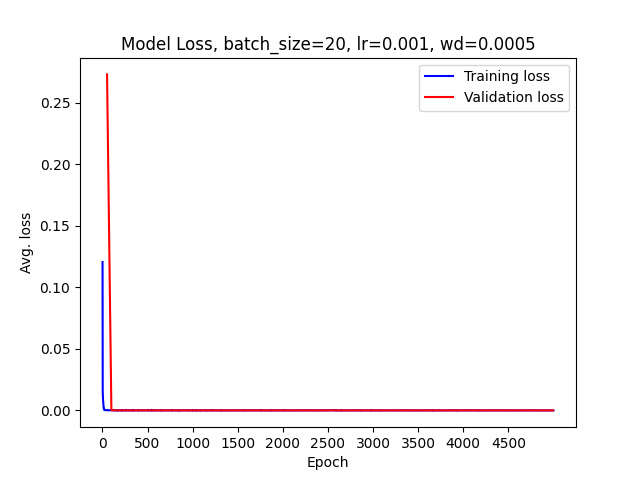 Model Loss, batch_size=20, lr=0.001, wd=0.0005
Training loss
Validation loss
0.25
0.20
0.15
0.10
0.05
0.00
Avg. loss
0 500 1000 1500 2000 2500 3000 3500 4000 4500
Epoch